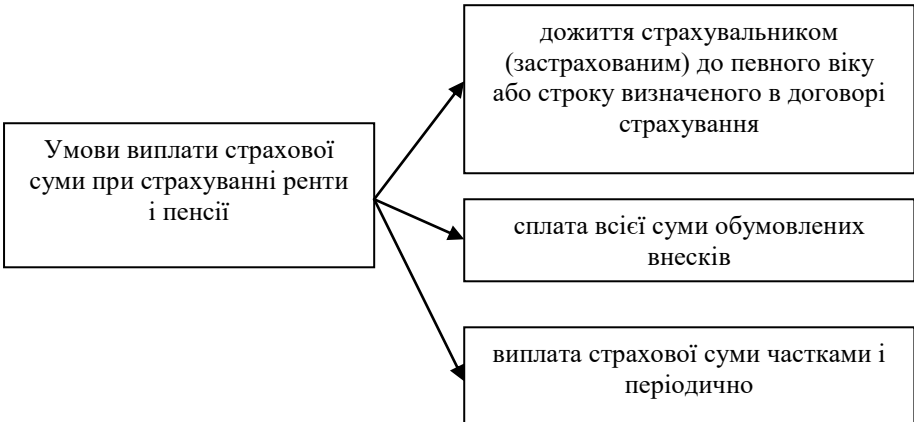 дожиття страхувальником
(застрахованим) до певного віку
або строку визначеного в договорі
страхування
Умови виплати страхової
суми при страхуванні ренти
і пенсії
сплата всієї суми обумовлених
внесків
виплата страхової суми частками і
періодично